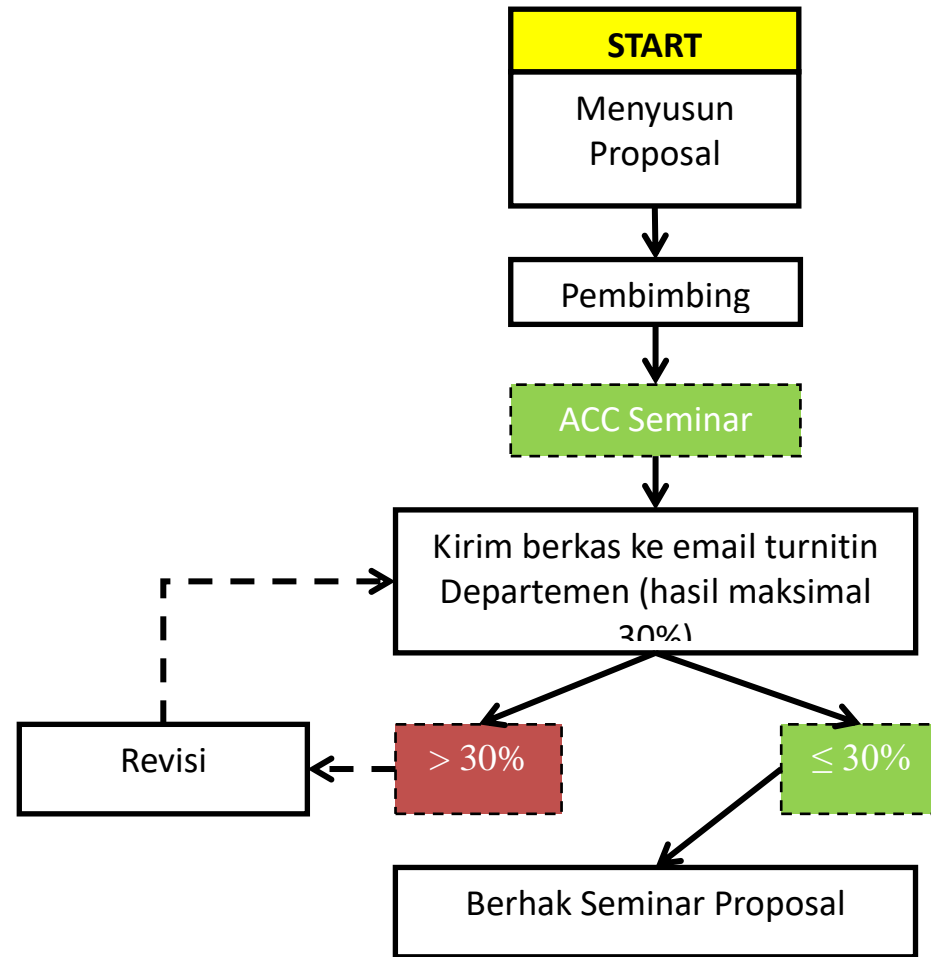 START
Menyusun
Proposal
Pembimbing
ACC Seminar
Kirim berkas ke email turnitin
Departemen (hasil maksimal
30%)
Revisi
> 30%
≤ 30%
Berhak Seminar Proposal